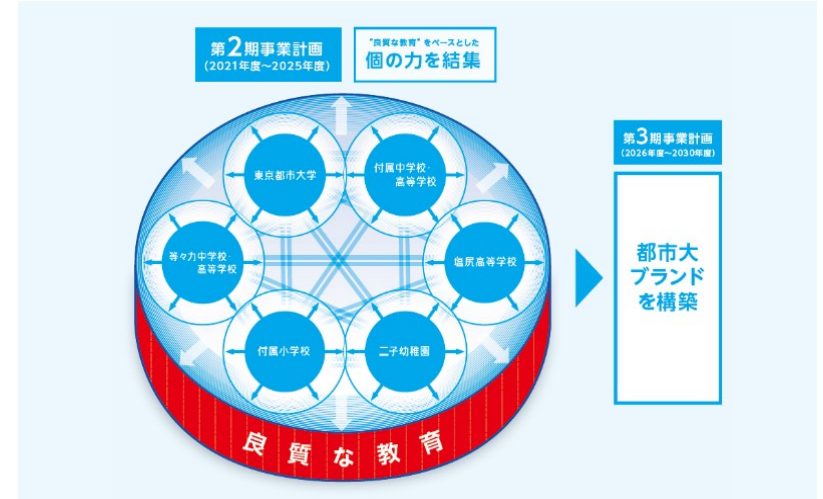 第2期事業計画
(2021年度～2025年度)
“良質な教育”をベースとした
個の力を結集
第3期事業計画
(2026年度～2030年度)
都市大
ブランド
を構築
東京都市大学
付属中学校・
高等学校
等々力中学校・
高等学校
塩尻高等学校
付属小学校
二子幼稚園
良質な教育